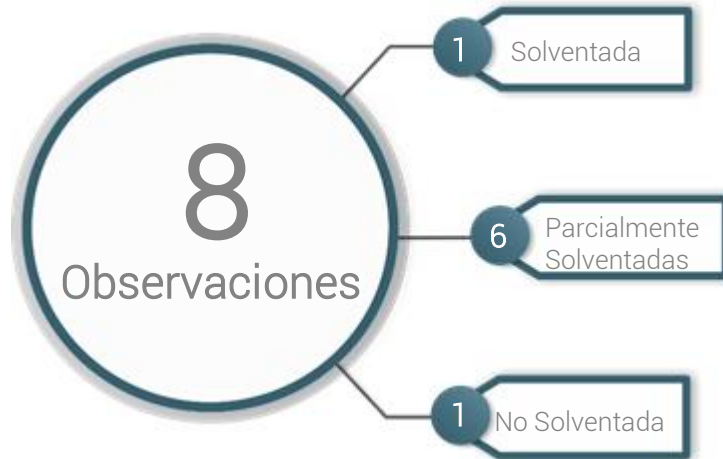 8
Observaciones
1
Solventada
6
Parcialmente
Solventadas
1
No Solventada